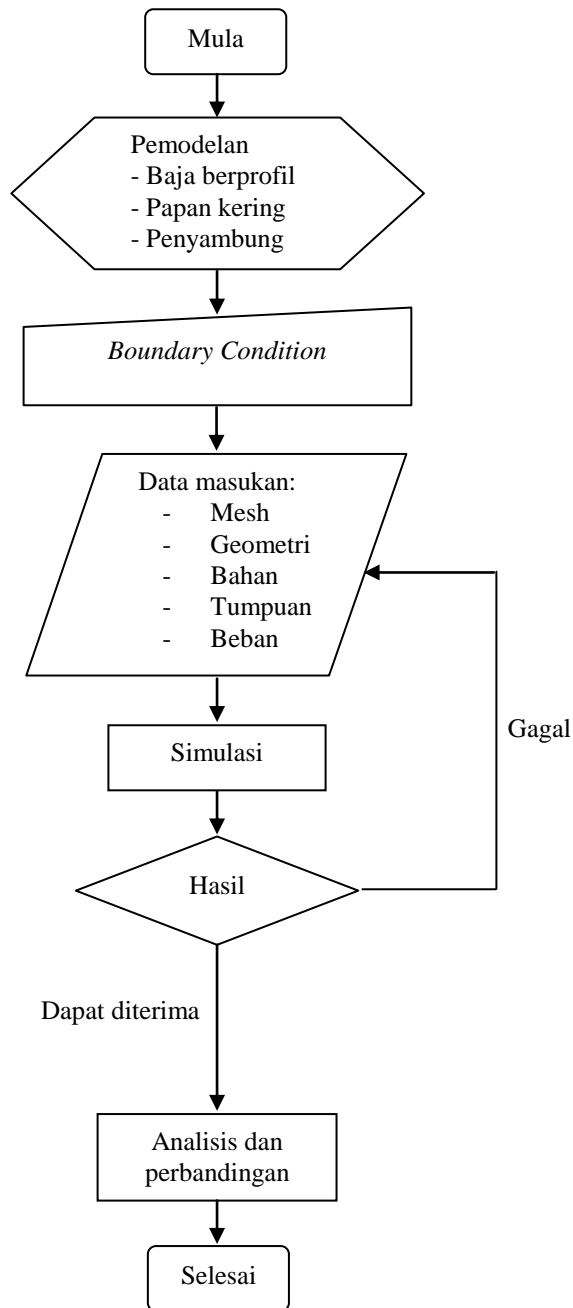 Mula
Pemodelan
- Baja berprofil
- Papan kering
- Penyambung
Boundary Condition
Data masukan:
- Mesh
- Geometri
- Bahan
- Tumpuan
- Beban
Simulasi
Gagal
Hasil
Dapat diterima
Analisis dan
perbandingan
Selesai